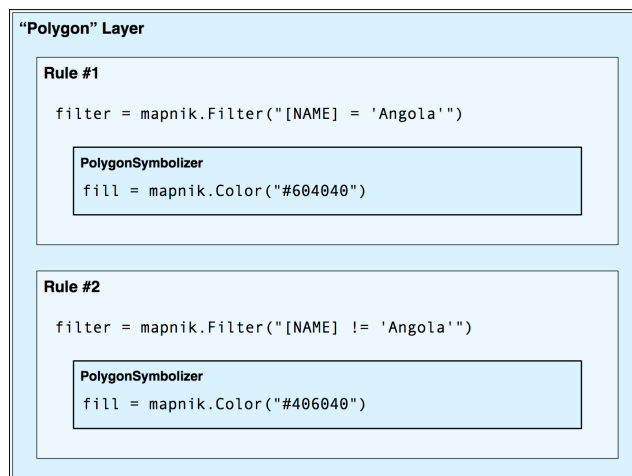 “Polygon” Layer
Rule #1
filter = mapnik.Filter("[NAME] = 'Angola'")
PolygonSymbolizer
fill = mapnik.Color("#604040")
Rule #2
filter = mapnik.Filter("[NAME] != 'Angola'")
PolygonSymbolizer
fill = mapnik.Color("#406040")